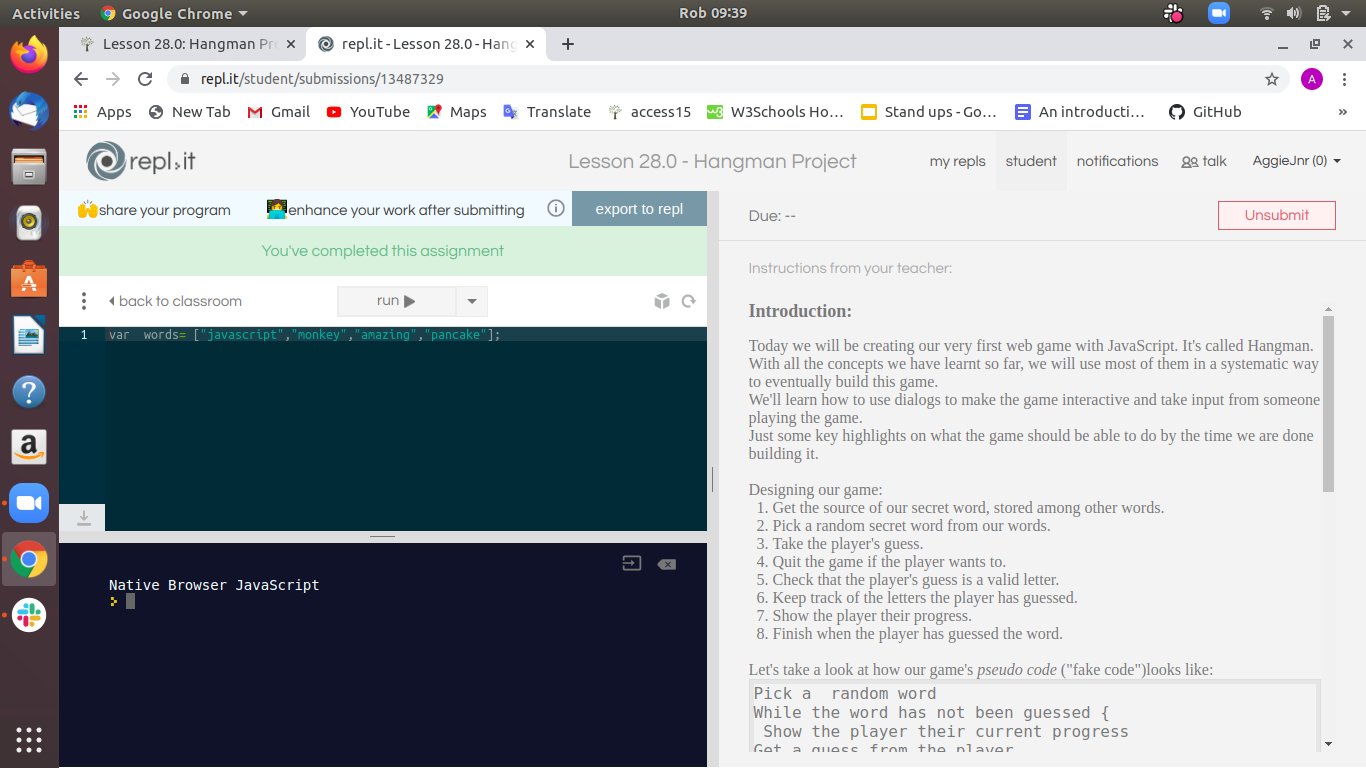 Activities
Google Chrome
Rob 09:39
Lesson 28.0: Hangman Pr
repl.it - Lesson 28.0 - Hang
repl.it/student/submissions/13487329
A
Apps
New Tab
Gmail
YouTube
Maps
Translate
access15
W3Schools Ho...
Stand ups - Go...
An introducti...
GitHub
»
repl.it
Lesson 28.0 - Hangman Project
my repls
student
notifications
talk
AggieJnr (0)
share your program
enhance your work after submitting
export to repl
Due: --
Unsubmit
You've completed this assignment
back to classroom
run
1 var  words= ["javascript","monkey","amazing","pancake"];
Native Browser JavaScript
Instructions from your teacher:
Introduction:
Today we will be creating our very first web game with JavaScript. It's called Hangman.
With all the concepts we have learnt so far, we will use most of them in a systematic way
to eventually build this game.
We'll learn how to use dialogs to make the game interactive and take input from someone
playing the game.
Just some key highlights on what the game should be able to do by the time we are done
building it.
Designing our game:
1. Get the source of our secret word, stored among other words.
2. Pick a random secret word from our words.
3. Take the player's guess.
4. Quit the game if the player wants to.
5. Check that the player's guess is a valid letter.
6. Keep track of the letters the player has guessed.
7. Show the player their progress.
8. Finish when the player has guessed the word.
Let's take a look at how our game's pseudo code ("fake code")looks like:
Pick a  random word
While the word has not been guessed {
Show the player their current progress
Get a guess from the player